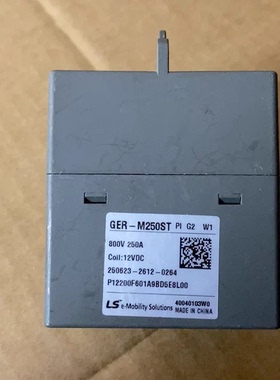 GER-M250ST PI G2 W1
800V 250A
Coil:12VDC
250623-2612-0264
P12200F601A9BD5E8L00
LS e-Mobility Solutions
40040103W0
MADE IN CHINA